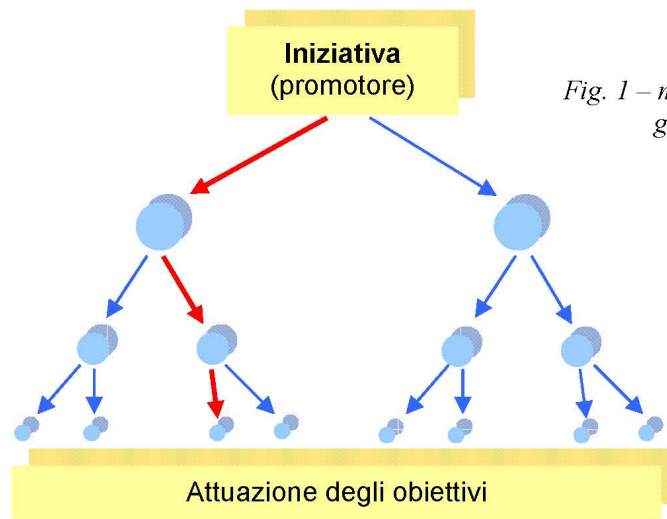 Iniziativa
(promotore)
Fig. 1 –
Attuazione degli obiettivi